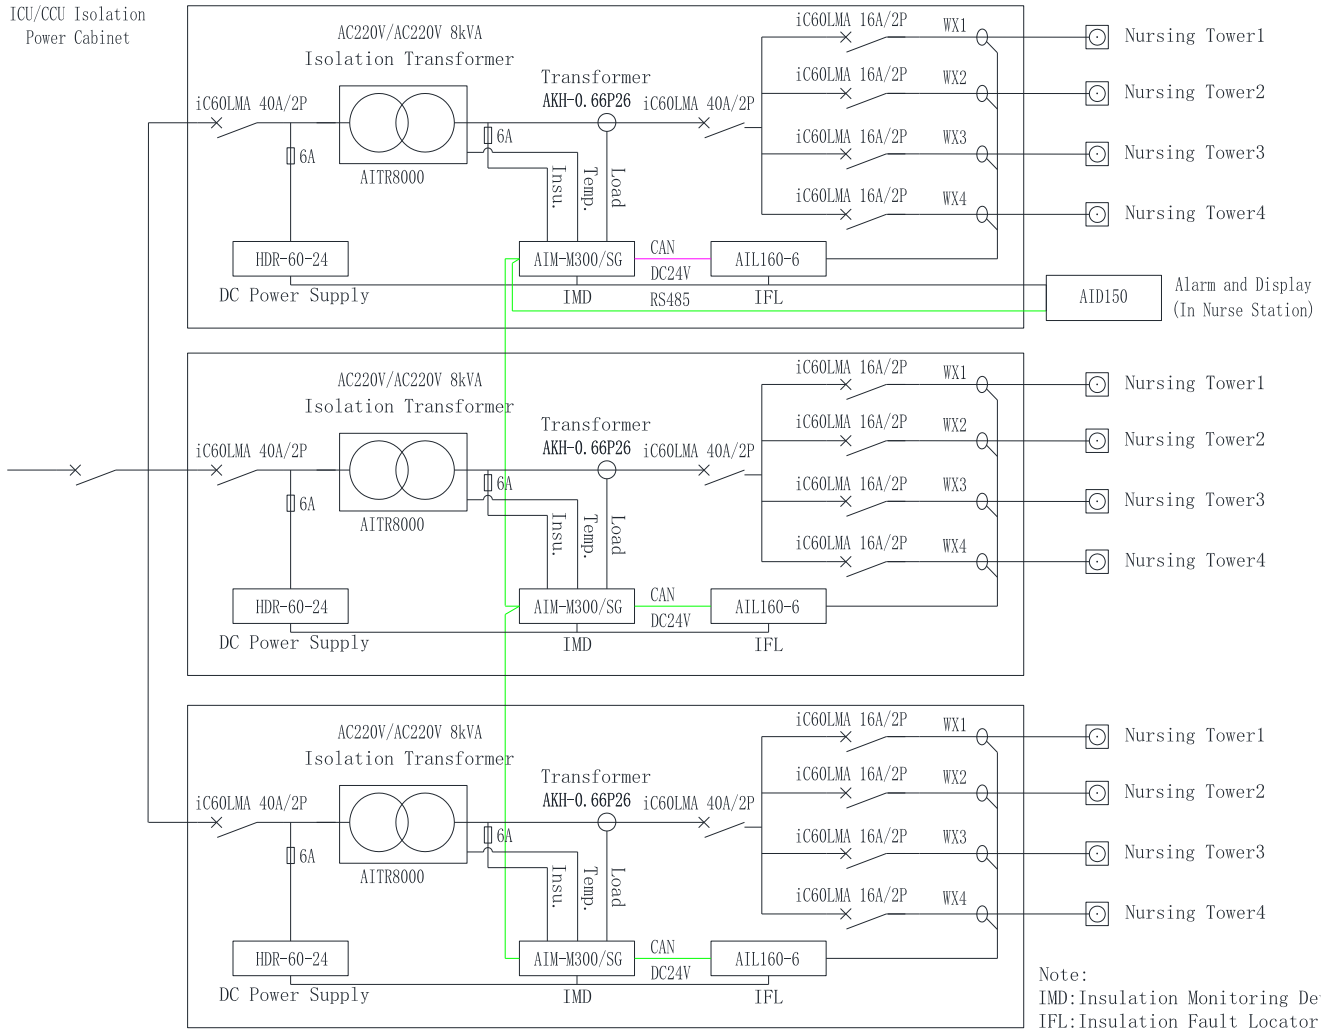 ICU/CCU Isolation
Power Cabinet
AC220V/AC220V 8kVA
Isolation Transformer
iC60LMA 40A/2P
6A
AITR8000
HDR-60-24
DC Power Supply
6A
Transformer
AKH-0.66P26
iC60LMA 40A/2P
Insu.
Temp.
Load
AIM-M300/SG
IMD
CAN
DC24V
RS485
AIL160-6
IFL
iC60LMA 16A/2P
WX1
Nursing Tower1
iC60LMA 16A/2P
WX2
Nursing Tower2
iC60LMA 16A/2P
WX3
Nursing Tower3
iC60LMA 16A/2P
WX4
Nursing Tower4
AID150
Alarm and Display
(In Nurse Station)
AC220V/AC220V 8kVA
Isolation Transformer
iC60LMA 40A/2P
6A
AITR8000
HDR-60-24
DC Power Supply
6A
Transformer
AKH-0.66P26
iC60LMA 40A/2P
Insu.
Temp.
Load
AIM-M300/SG
IMD
CAN
DC24V
AIL160-6
IFL
iC60LMA 16A/2P
WX1
Nursing Tower1
iC60LMA 16A/2P
WX2
Nursing Tower2
iC60LMA 16A/2P
WX3
Nursing Tower3
iC60LMA 16A/2P
WX4
Nursing Tower4
AC220V/AC220V 8kVA
Isolation Transformer
iC60LMA 40A/2P
6A
AITR8000
HDR-60-24
DC Power Supply
6A
Transformer
AKH-0.66P26
iC60LMA 40A/2P
Insu.
Temp.
Load
AIM-M300/SG
IMD
CAN
DC24V
AIL160-6
IFL
iC60LMA 16A/2P
WX1
Nursing Tower1
iC60LMA 16A/2P
WX2
Nursing Tower2
iC60LMA 16A/2P
WX3
Nursing Tower3
iC60LMA 16A/2P
WX4
Nursing Tower4
Note:
IMD:Insulation Monitoring
IFL:Insulation Fault Locator